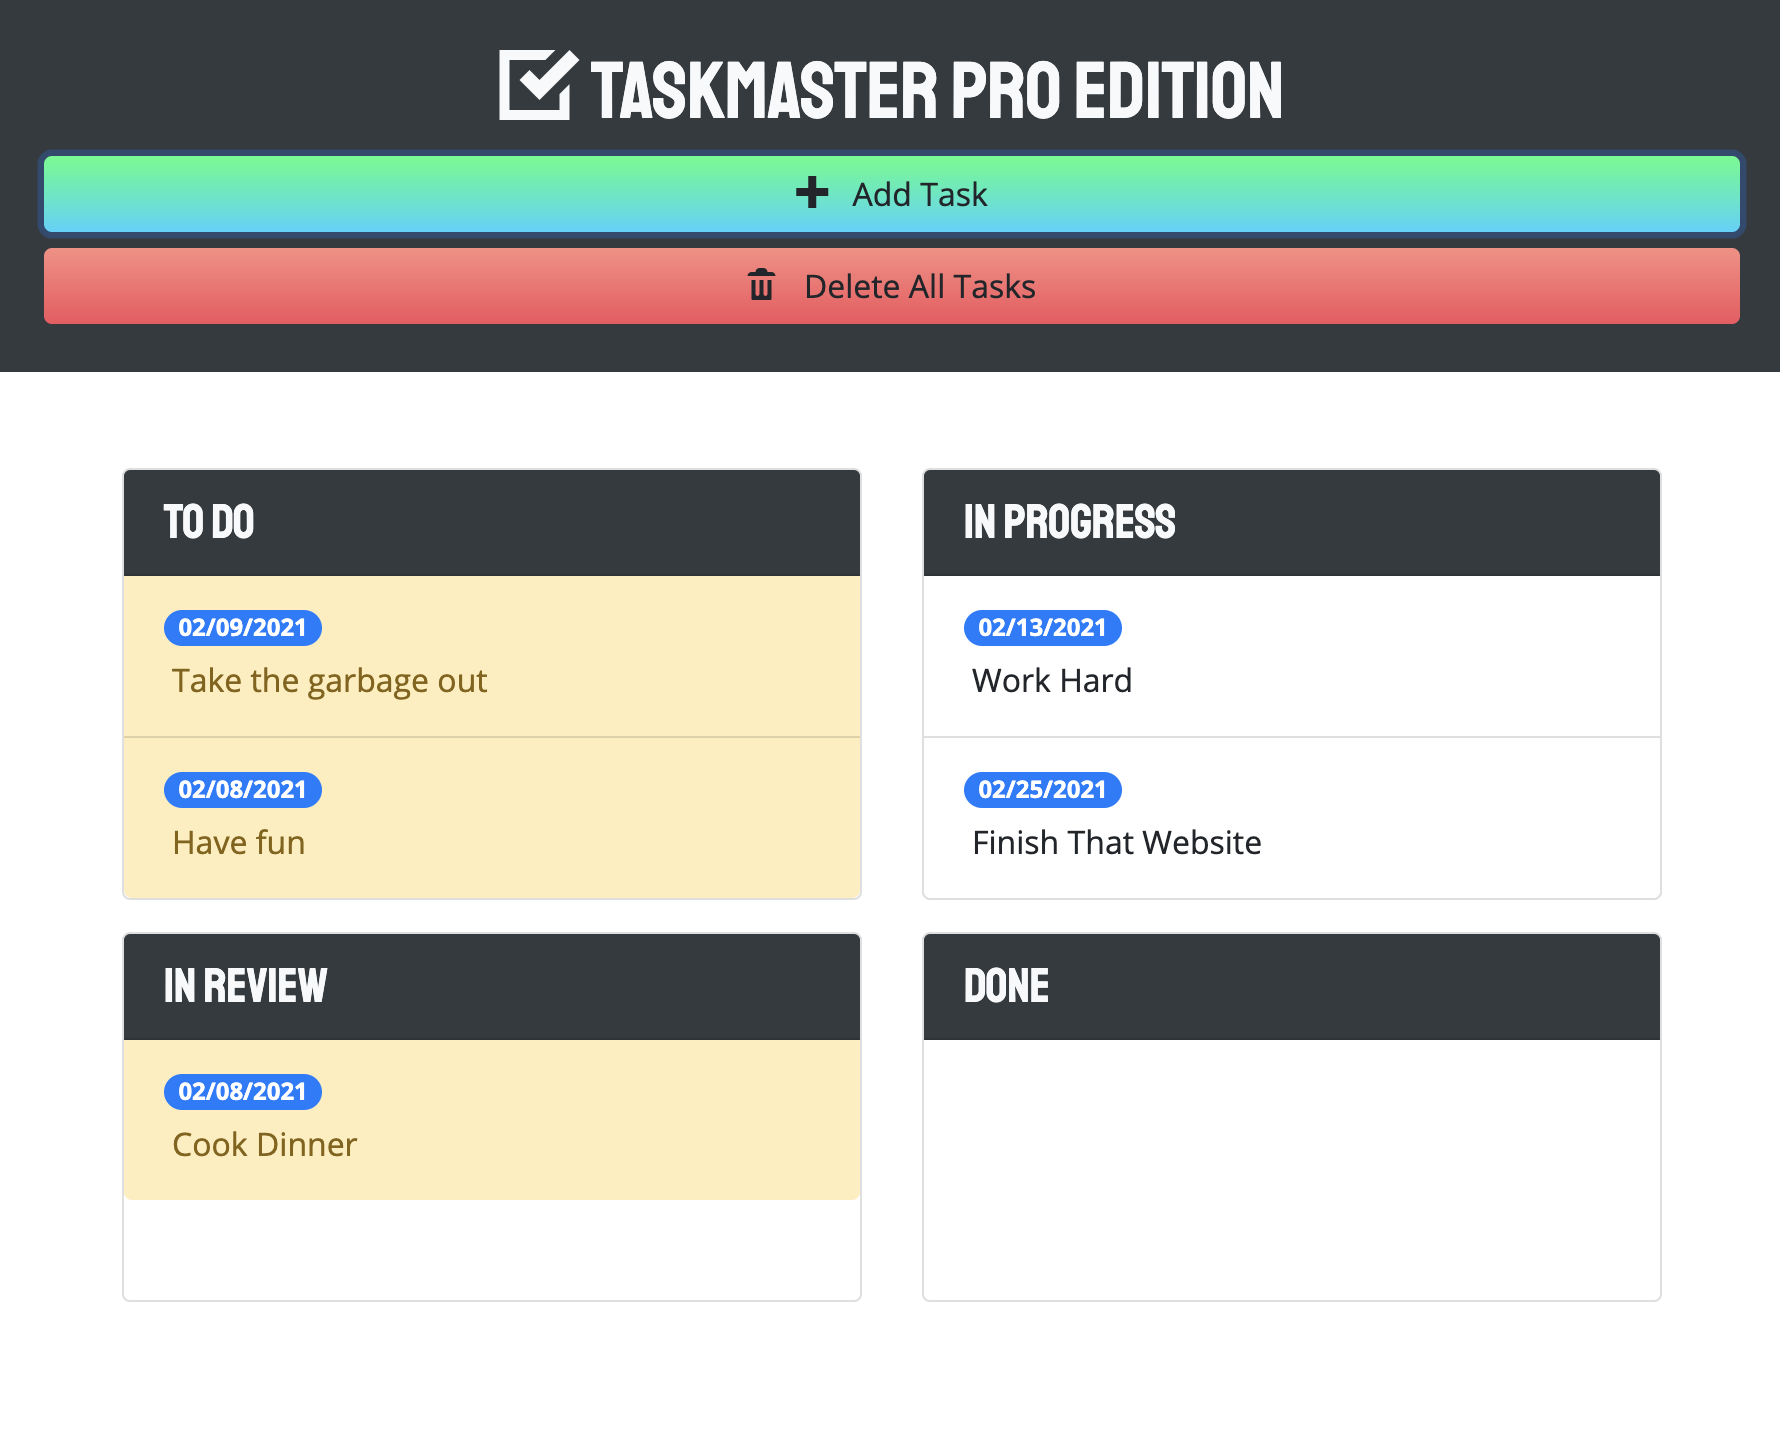 TASKMASTER PRO EDITION
Add Task
Delete All Tasks
TO DO
02/09/2021
Take the garbage out
02/08/2021
Have fun
IN PROGRESS
02/13/2021
Work Hard
02/25/2021
Finish That Website
IN REVIEW
02/08/2021
Cook Dinner
DONE